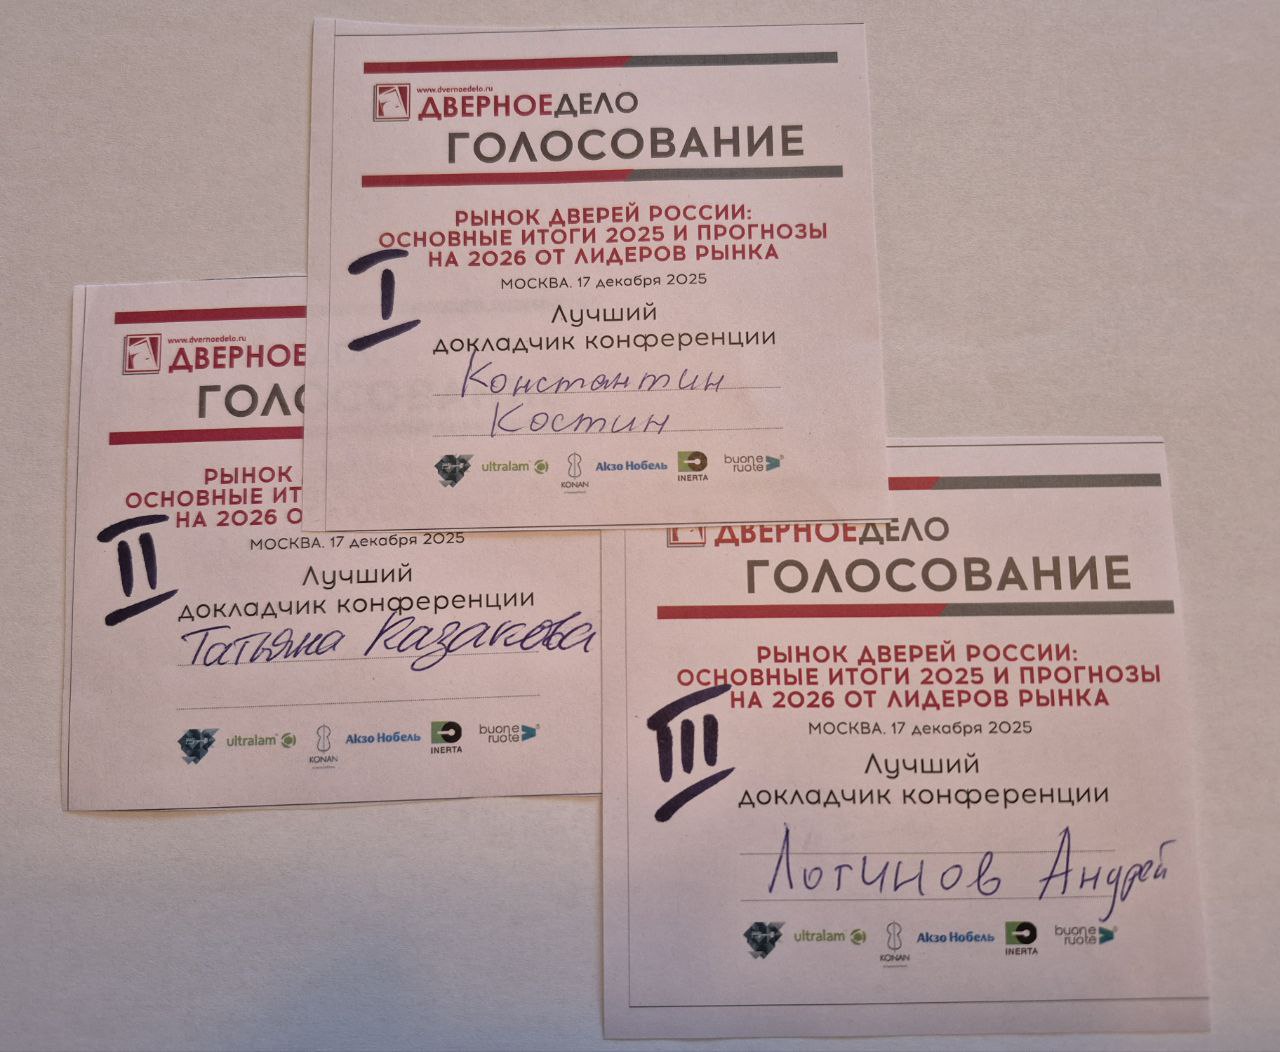 www.dvernoedelo.ru
ДВЕРНОЕДЕЛО
ГОЛОСОВАНИЕ
РЫНОК ДВЕРЕЙ РОССИИ:
ОСНОВНЫЕ ИТОГИ 2025 И ПРОГНОЗЫ
НА 2026 ОТ ЛИДЕРОВ РЫНКА
МОСКВА. 17 декабря 2025
I
Лучший
докладчик конференции
Константин
Костин
ultralam KONAN Акзо Нобель INERTA buone ruote
www.dvernoedelo.ru
ДВЕРНОЕ
ГОЛО
РЫНОК
ОСНОВНЫЕ ИТ
НА 2026 О
МОСКВА. 17 декабря 2025
II
Лучший
докладчик конференции
Татьяна Казакова
ultralam KONAN Акзо Нобель INERTA buone ruote
ДВЕРНОЕДЕЛО
ГОЛОСОВАНИЕ
РЫНОК ДВЕРЕЙ РОССИИ:
ОСНОВНЫЕ ИТОГИ 2025 И ПРОГНОЗЫ
НА 2026 ОТ ЛИДЕРОВ РЫНКА
МОСКВА. 17 декабря 2025
III
Лучший
докладчик конференции
Логинов Андрей
ultralam KONAN Акзо Нобель INERTA buone ruote